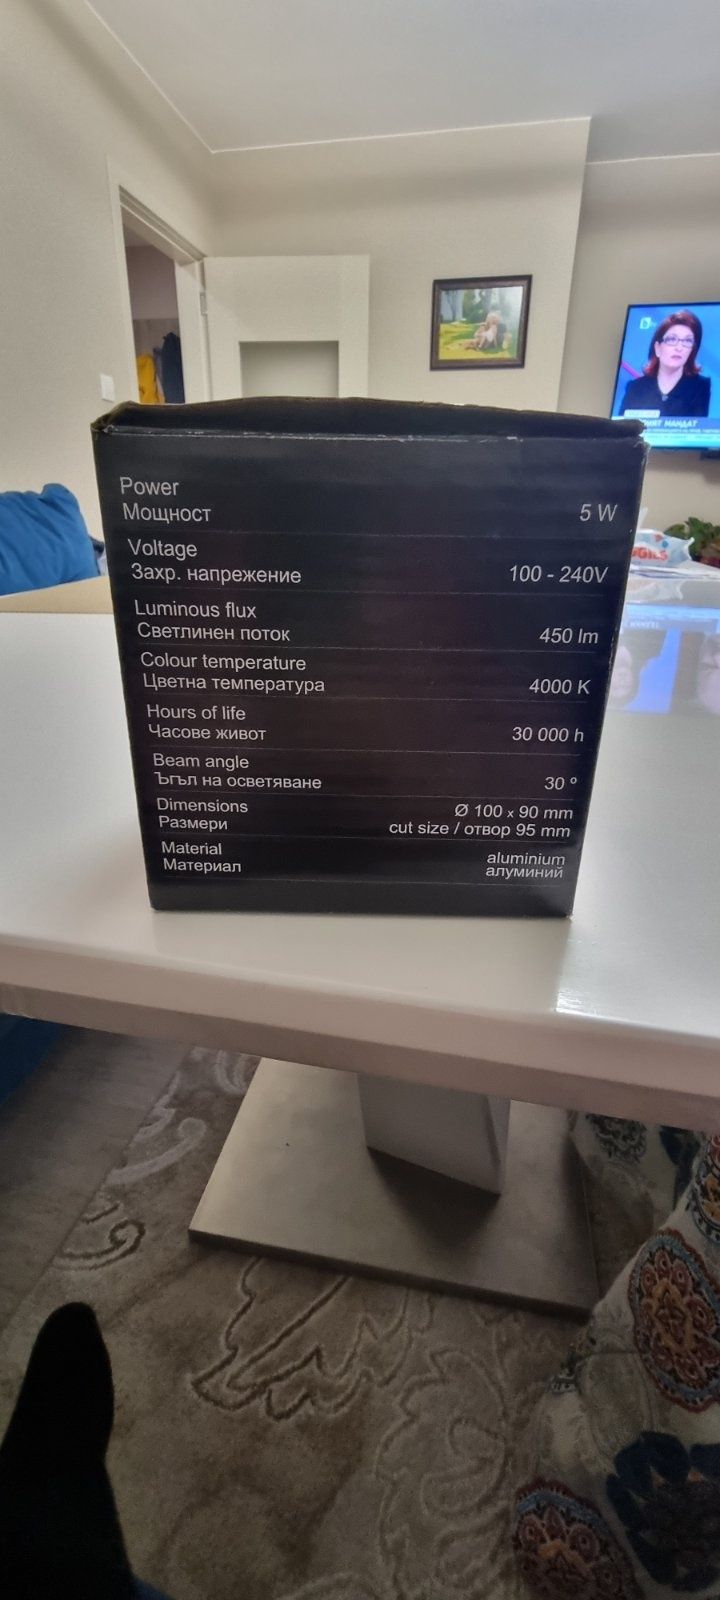 Power
Мощност
5 W
Voltage
Захр. напрежение
100 - 240V
Luminous flux
Светлинен поток
450 lm
Colour temperature
Цветна температура
4000 K
Hours of life
Часове живот
30 000 h
Beam angle
Ъгъл на осветяване
30 °
Dimensions
Размери
Ø 100 x 90 mm
cut size / отвор 95 mm
Material
Материал
aluminium
алуминий
МАНДАТ